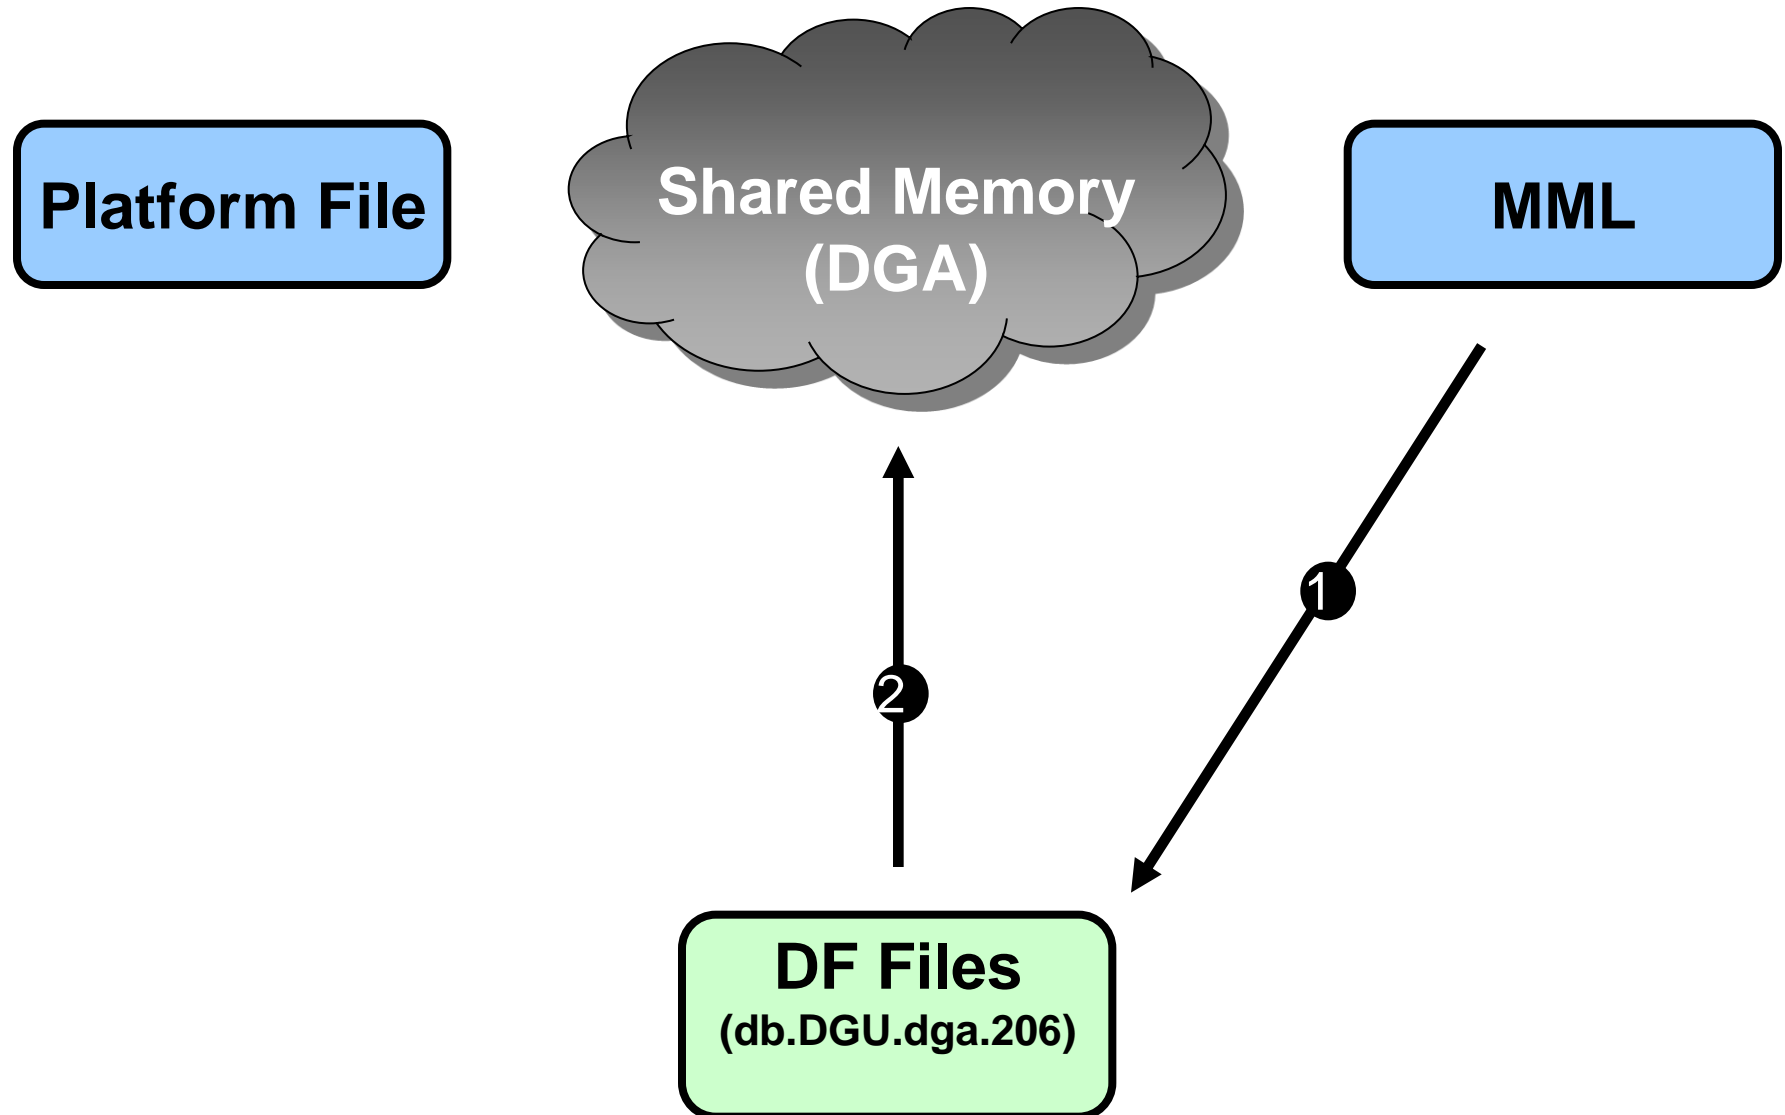 Platform File
Shared Memory
(DGA)
MML
1
2
DF Files
(db.DGU.dga.206)